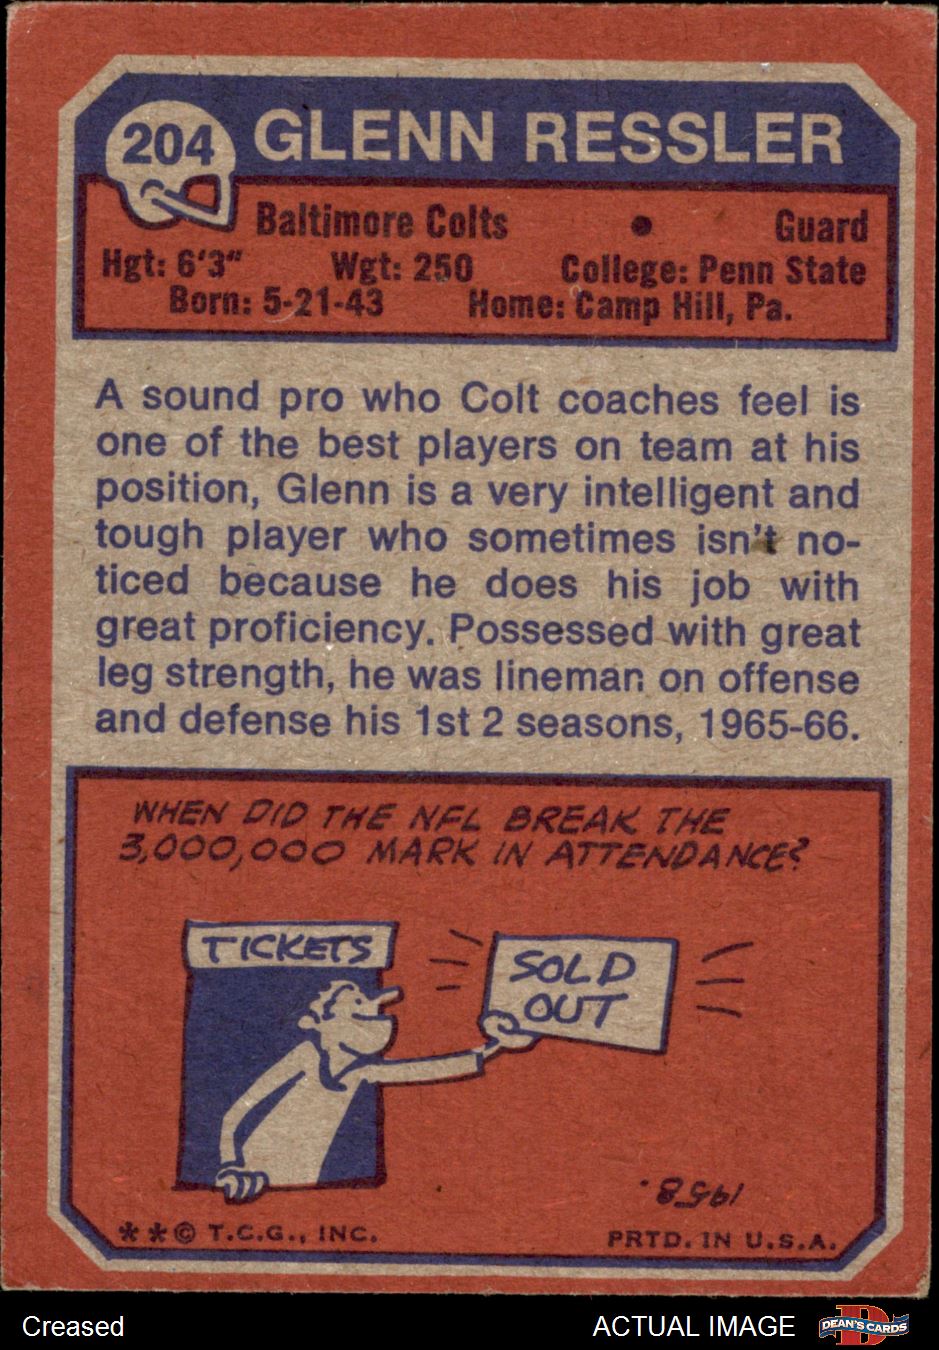 204 GLENN RESSLER
Baltimore Colts • Guard
Hgt: 6'3" Wgt: 250 College: Penn State
Born: 5-21-43 Home: Camp Hill, Pa.
A sound pro who Colt coaches feel is
one of the best players on team at his
position, Glenn is a very intelligent and
tough player who sometimes isn't no-
ticed because he does his job with
great proficiency. Possessed with great
leg strength, he was lineman on offense
and defense his 1st 2 seasons, 1965-66.
WHEN DID THE NFL BREAK THE
3,000,000 MARK IN ATTENDANCE?
TICKETS
SOLD
OUT
1958.
**© T.C.G., INC. PRTD. IN U.S.A.
Creased ACTUAL IMAGE DEAN'S CARDS